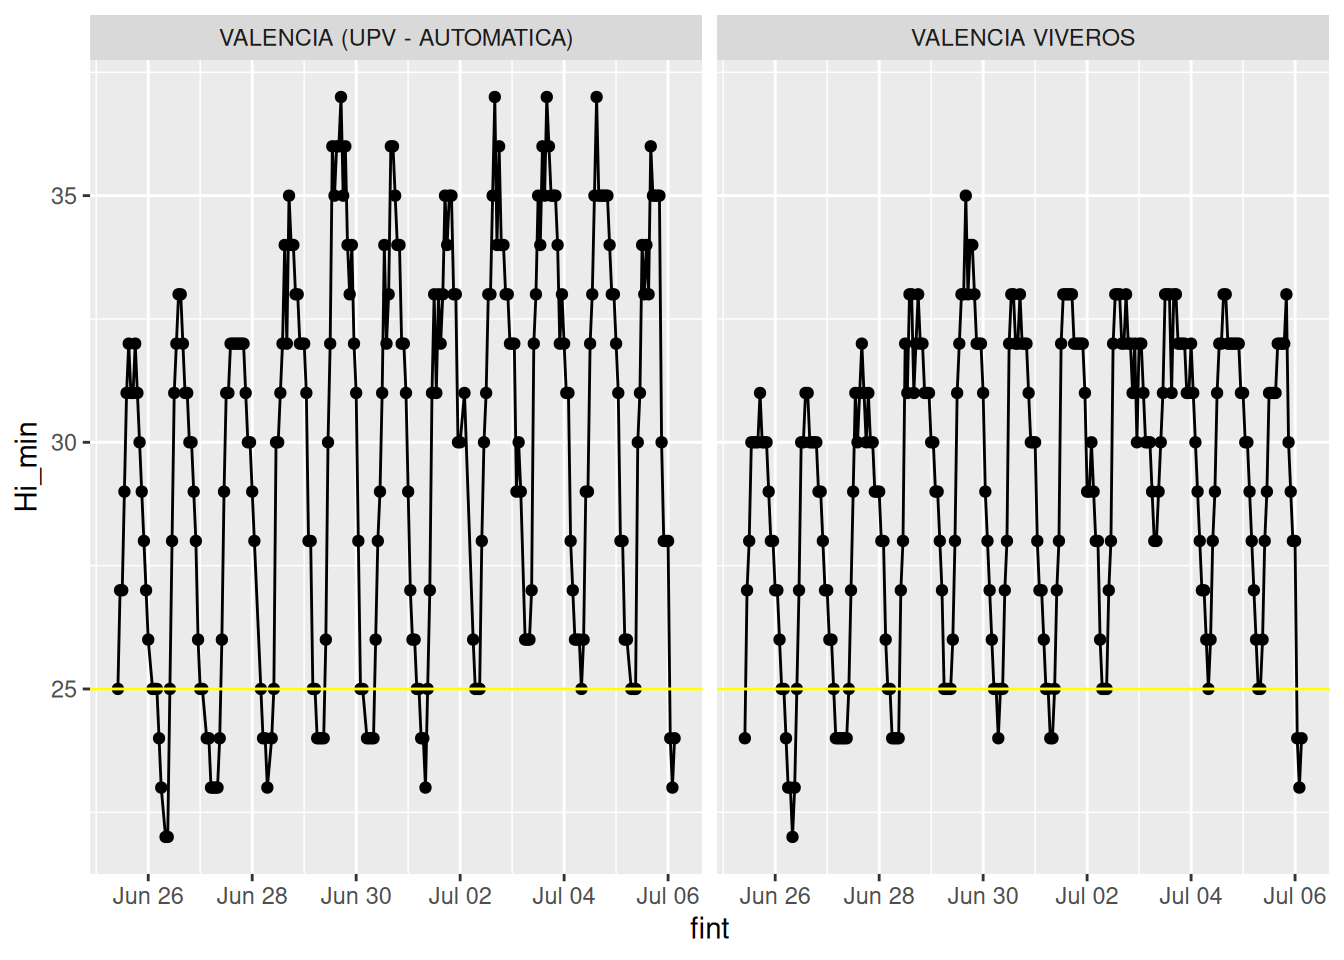 VALENCIA (UPV - AUTOMATICA)
VALENCIA VIVEROS
Hi_min
35
30
25
Jun 26 Jun 28 Jun 30 Jul 02 Jul 04 Jul 06
Jun 26 Jun 28 Jun 30 Jul 02 Jul 04 Jul 06
fint